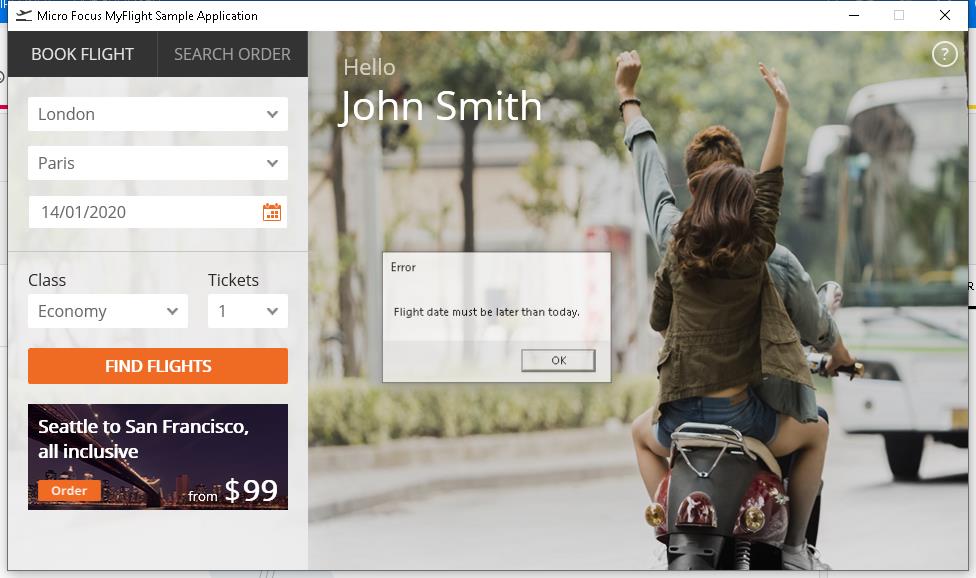 Micro Focus MyFlight Sample Application
BOOK FLIGHT
SEARCH ORDER
Hello
John Smith
?
London
Paris
14/01/2020
Class
Tickets
Economy
1
FIND FLIGHTS
Seattle to San Francisco,
all inclusive
Order
from $99
Error
Flight date must be later than today.
OK
R